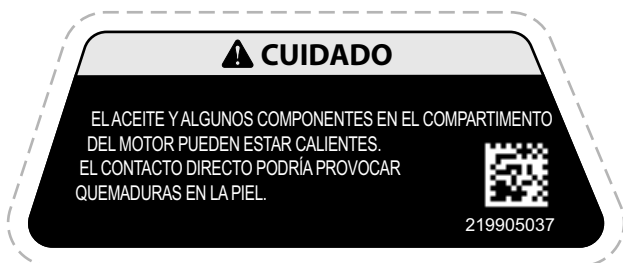 CUIDADO
EL ACEITE Y ALGUNOS COMPONENTES EN EL COMPARTIMENTO
DEL MOTOR PUEDEN ESTAR CALIENTES.
EL CONTACTO DIRECTO PODRÍA PROVOCAR
QUEMADURAS EN LA PIEL.
219905037